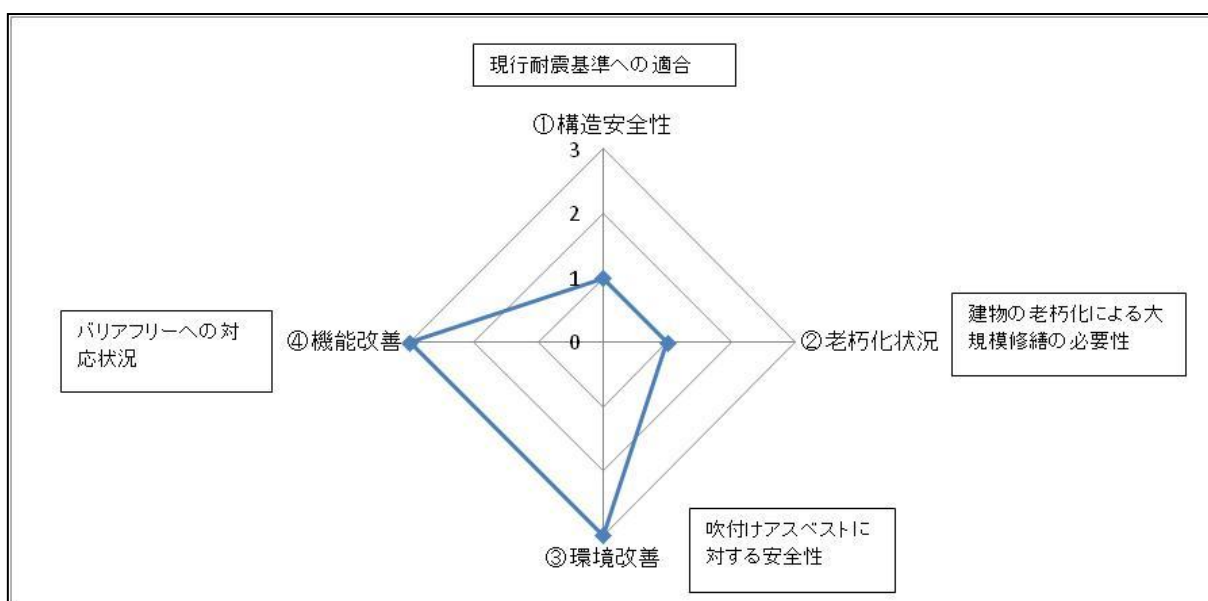 現行耐震基準への適合
①構造安全性
3
2
1
0
バリアフリーへの対
応状況
④機能改善
②老朽化状況
建物の老朽化による大
規模修繕の必要性
③環境改善
吹付けアスベストに
対する安全性